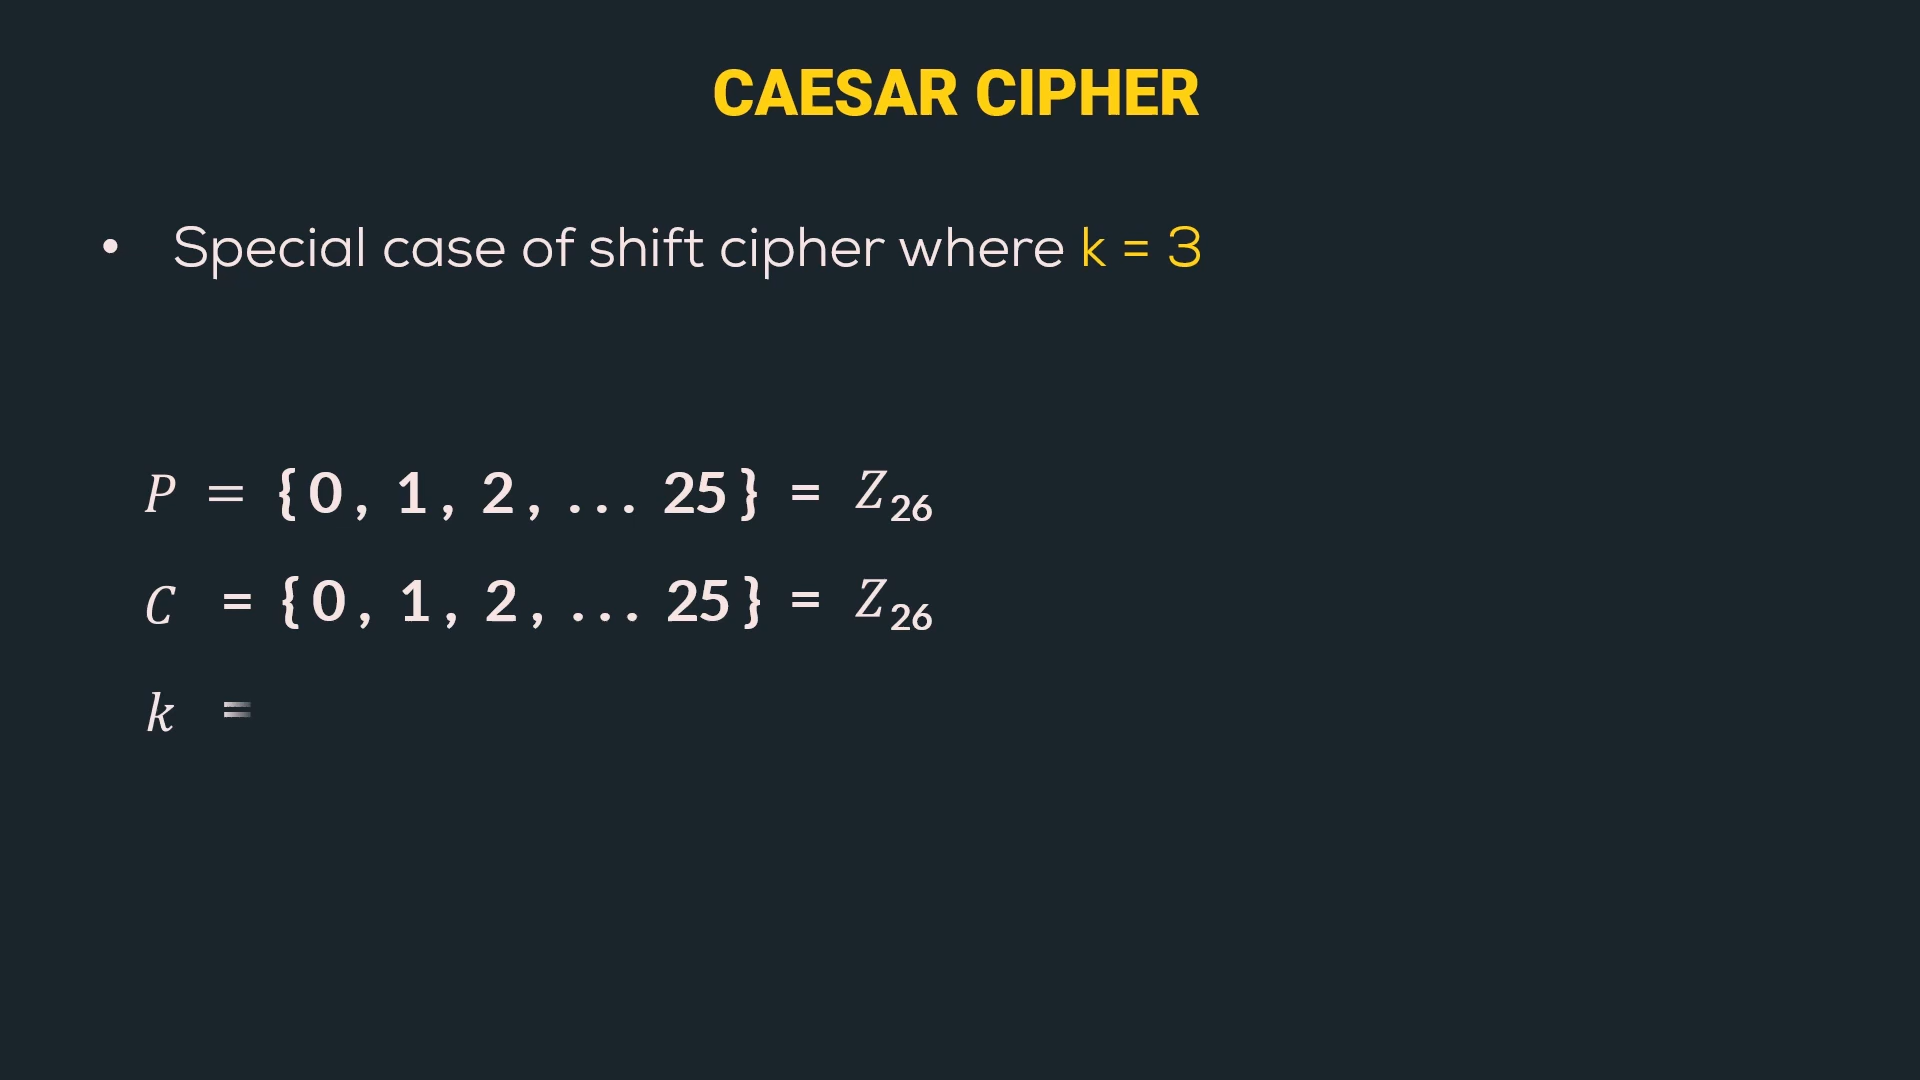 CAESAR CIPHER
• Special case of shift cipher where k = 3
P = { 0 , 1 , 2 , . . . 25 } = Z₂₆
C = { 0 , 1 , 2 , . . . 25 } = Z₂₆
k =